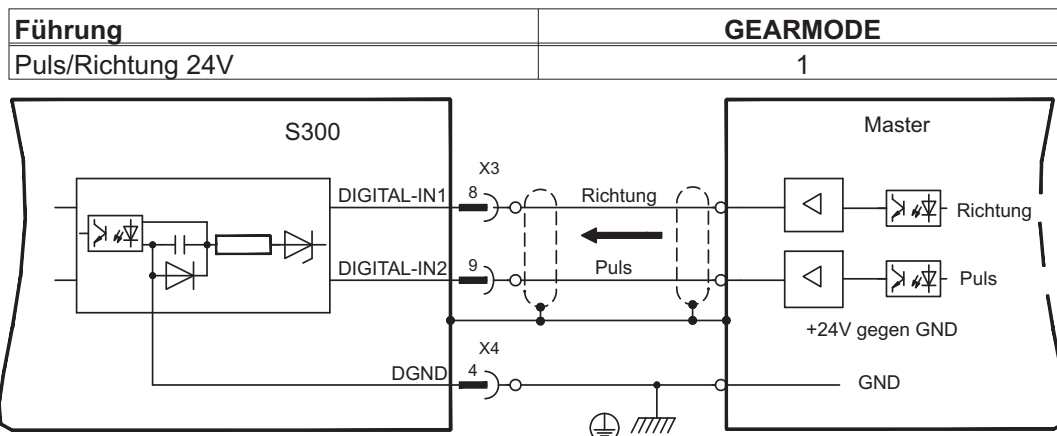 Führung GEARMODE
Puls/Richtung 24V 1
S300 Master
X3
DIGITAL-IN1 8 Richtung Richtung
DIGITAL-IN2 9 Puls Puls
+24V gegen GND
X4
DGND 4 GND